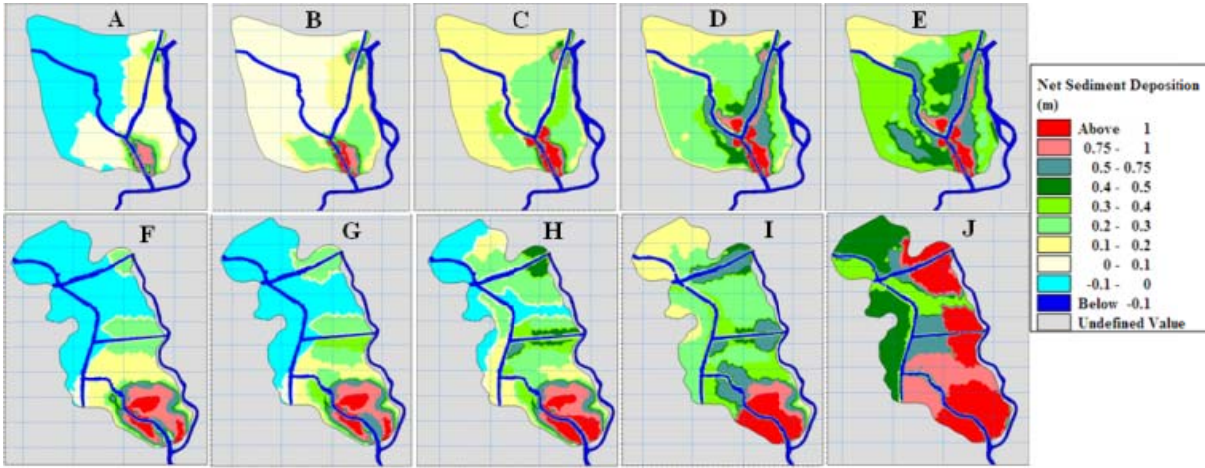 A B C D E
F G H I J
Net Sediment Deposition
(m)
Above 1
0.75 - 1
0.5 - 0.75
0.4 - 0.5
0.3 - 0.4
0.2 - 0.3
0.1 - 0.2
0 - 0.1
-0.1 - 0
Below -0.1
Undefined Value